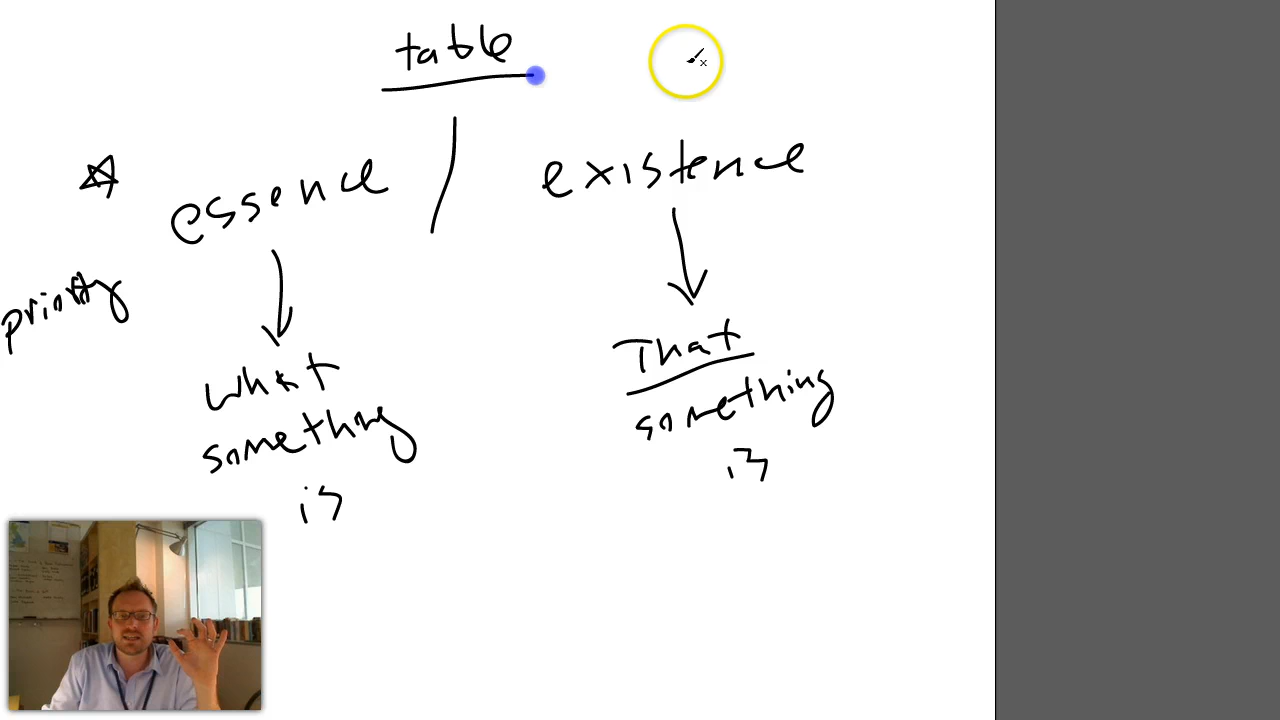 table
essence / existence
priority
what
something
is
That
something
is